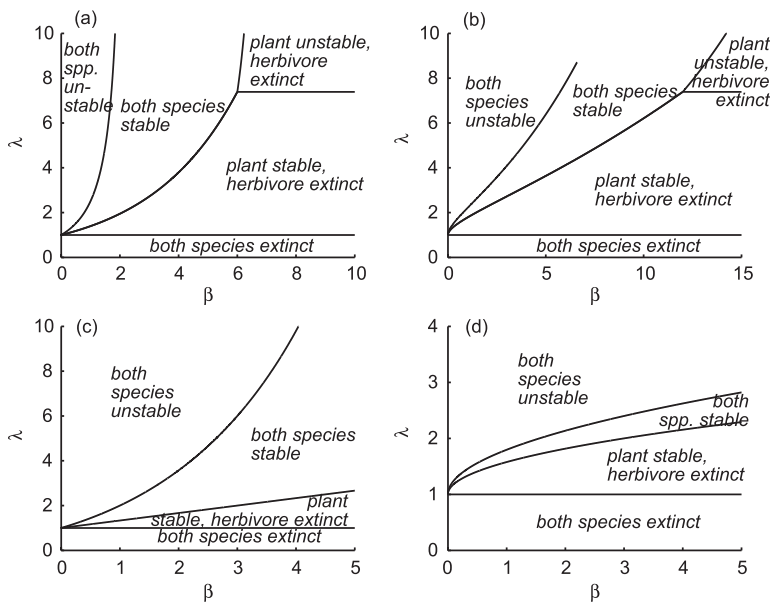 (a)
10
8
6
4
2
0
λ
0
2
4
6
8
10
β
both
spp.
un-
stable
both species
stable
plant unstable,
herbivore
extinct
plant stable,
herbivore extinct
both species extinct
(b)
10
8
6
4
2
0
λ
0
5
10
15
β
both
species
unstable
both species
stable
plant
unstable,
herbivore
extinct
plant stable,
herbivore extinct
both species extinct
(c)
10
8
6
4
2
0
λ
0
1
2
3
4
5
β
both
species
unstable
both species
stable
plant
stable, herbivore extinct
both species extinct
(d)
4
3
2
1
0
λ
0
1
2
3
4
5
β
both
species
unstable
both
spp. stable
plant stable,
herbivore extinct
both species extinct